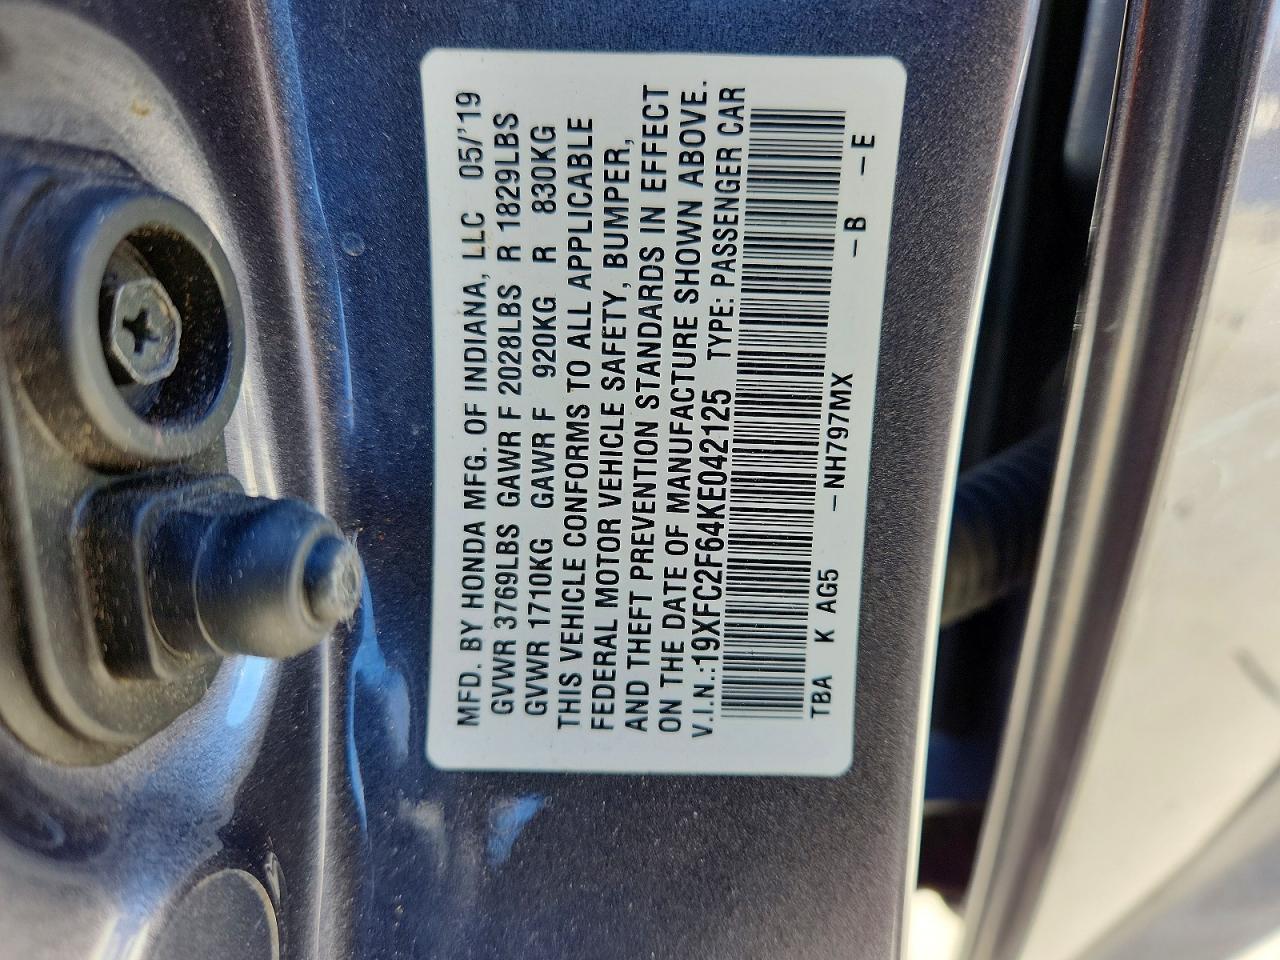 MFD. BY HONDA MFG. OF INDIANA, LLC 05/'19
GVWR 3769LBS GAWR F 2028LBS R 1829LBS
GVWR 1710KG GAWR F 920KG R 830KG
THIS VEHICLE CONFORMS TO ALL APPLICABLE
FEDERAL MOTOR VEHICLE SAFETY, BUMPER,
AND THEFT PREVENTION STANDARDS IN EFFECT
ON THE DATE OF MANUFACTURE SHOWN ABOVE.
V.I.N.:19XFC2F64KE042125 TYPE: PASSENGER CAR
TBA K AG5 -NH797MX -B -E